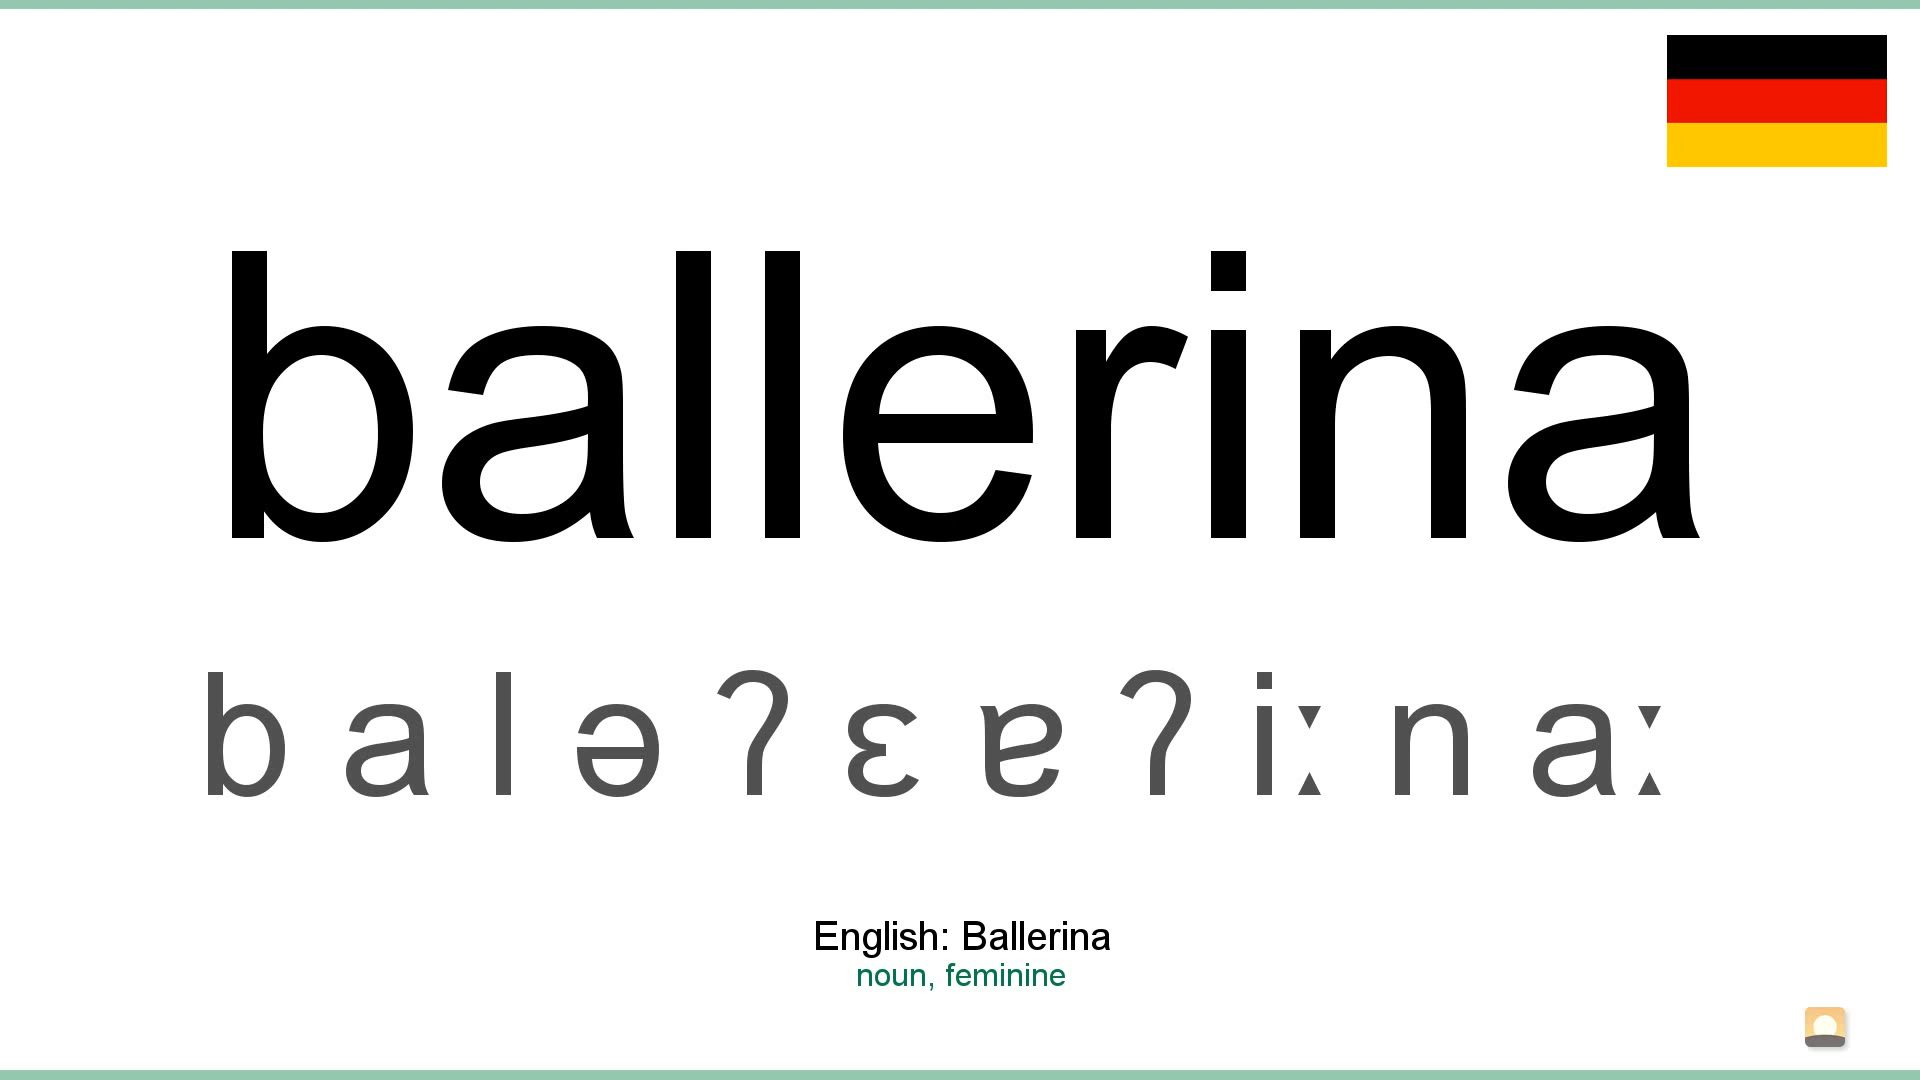 ballerina
b a l ə ʔ ɛ ɐ ʔ iː n aː
English: Ballerina
noun, feminine